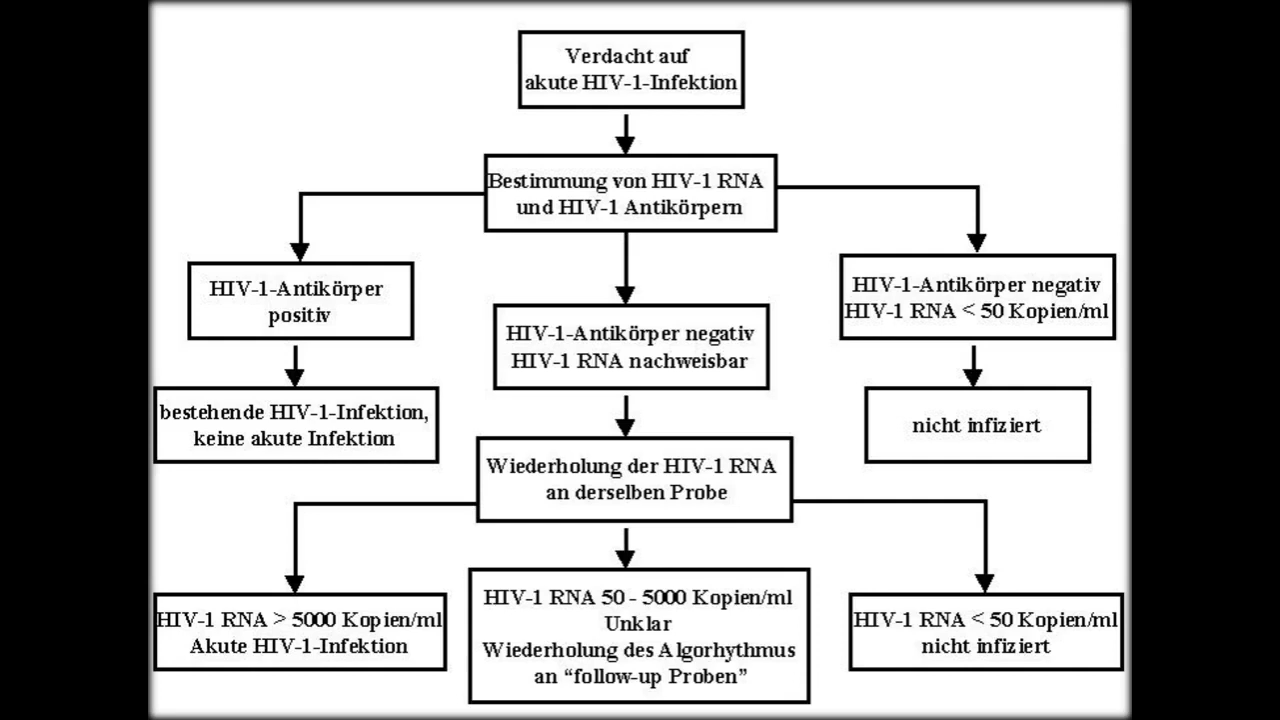 Verdacht auf
akute HIV-1-Infektion
Bestimmung von HIV-1 RNA
und HIV-1 Antikörpern
HIV-1-Antikörper
positiv
HIV-1-Antikörper negativ
HIV-1 RNA nachweisbar
HIV-1-Antikörper negativ
HIV-1 RNA < 50 Kopien/ml
bestehende HIV-1-Infektion,
keine akute Infektion
nicht infiziert
Wiederholung der HIV-1 RNA
an derselben Probe
HIV-1 RNA > 5000 Kopien/ml
Akute HIV-1-Infektion
HIV-1 RNA 50 - 5000 Kopien/ml
Unklar
Wiederholung des Algorhythmus
an “follow-up Proben”
HIV-1 RNA < 50 Kopien/ml
nicht infiziert